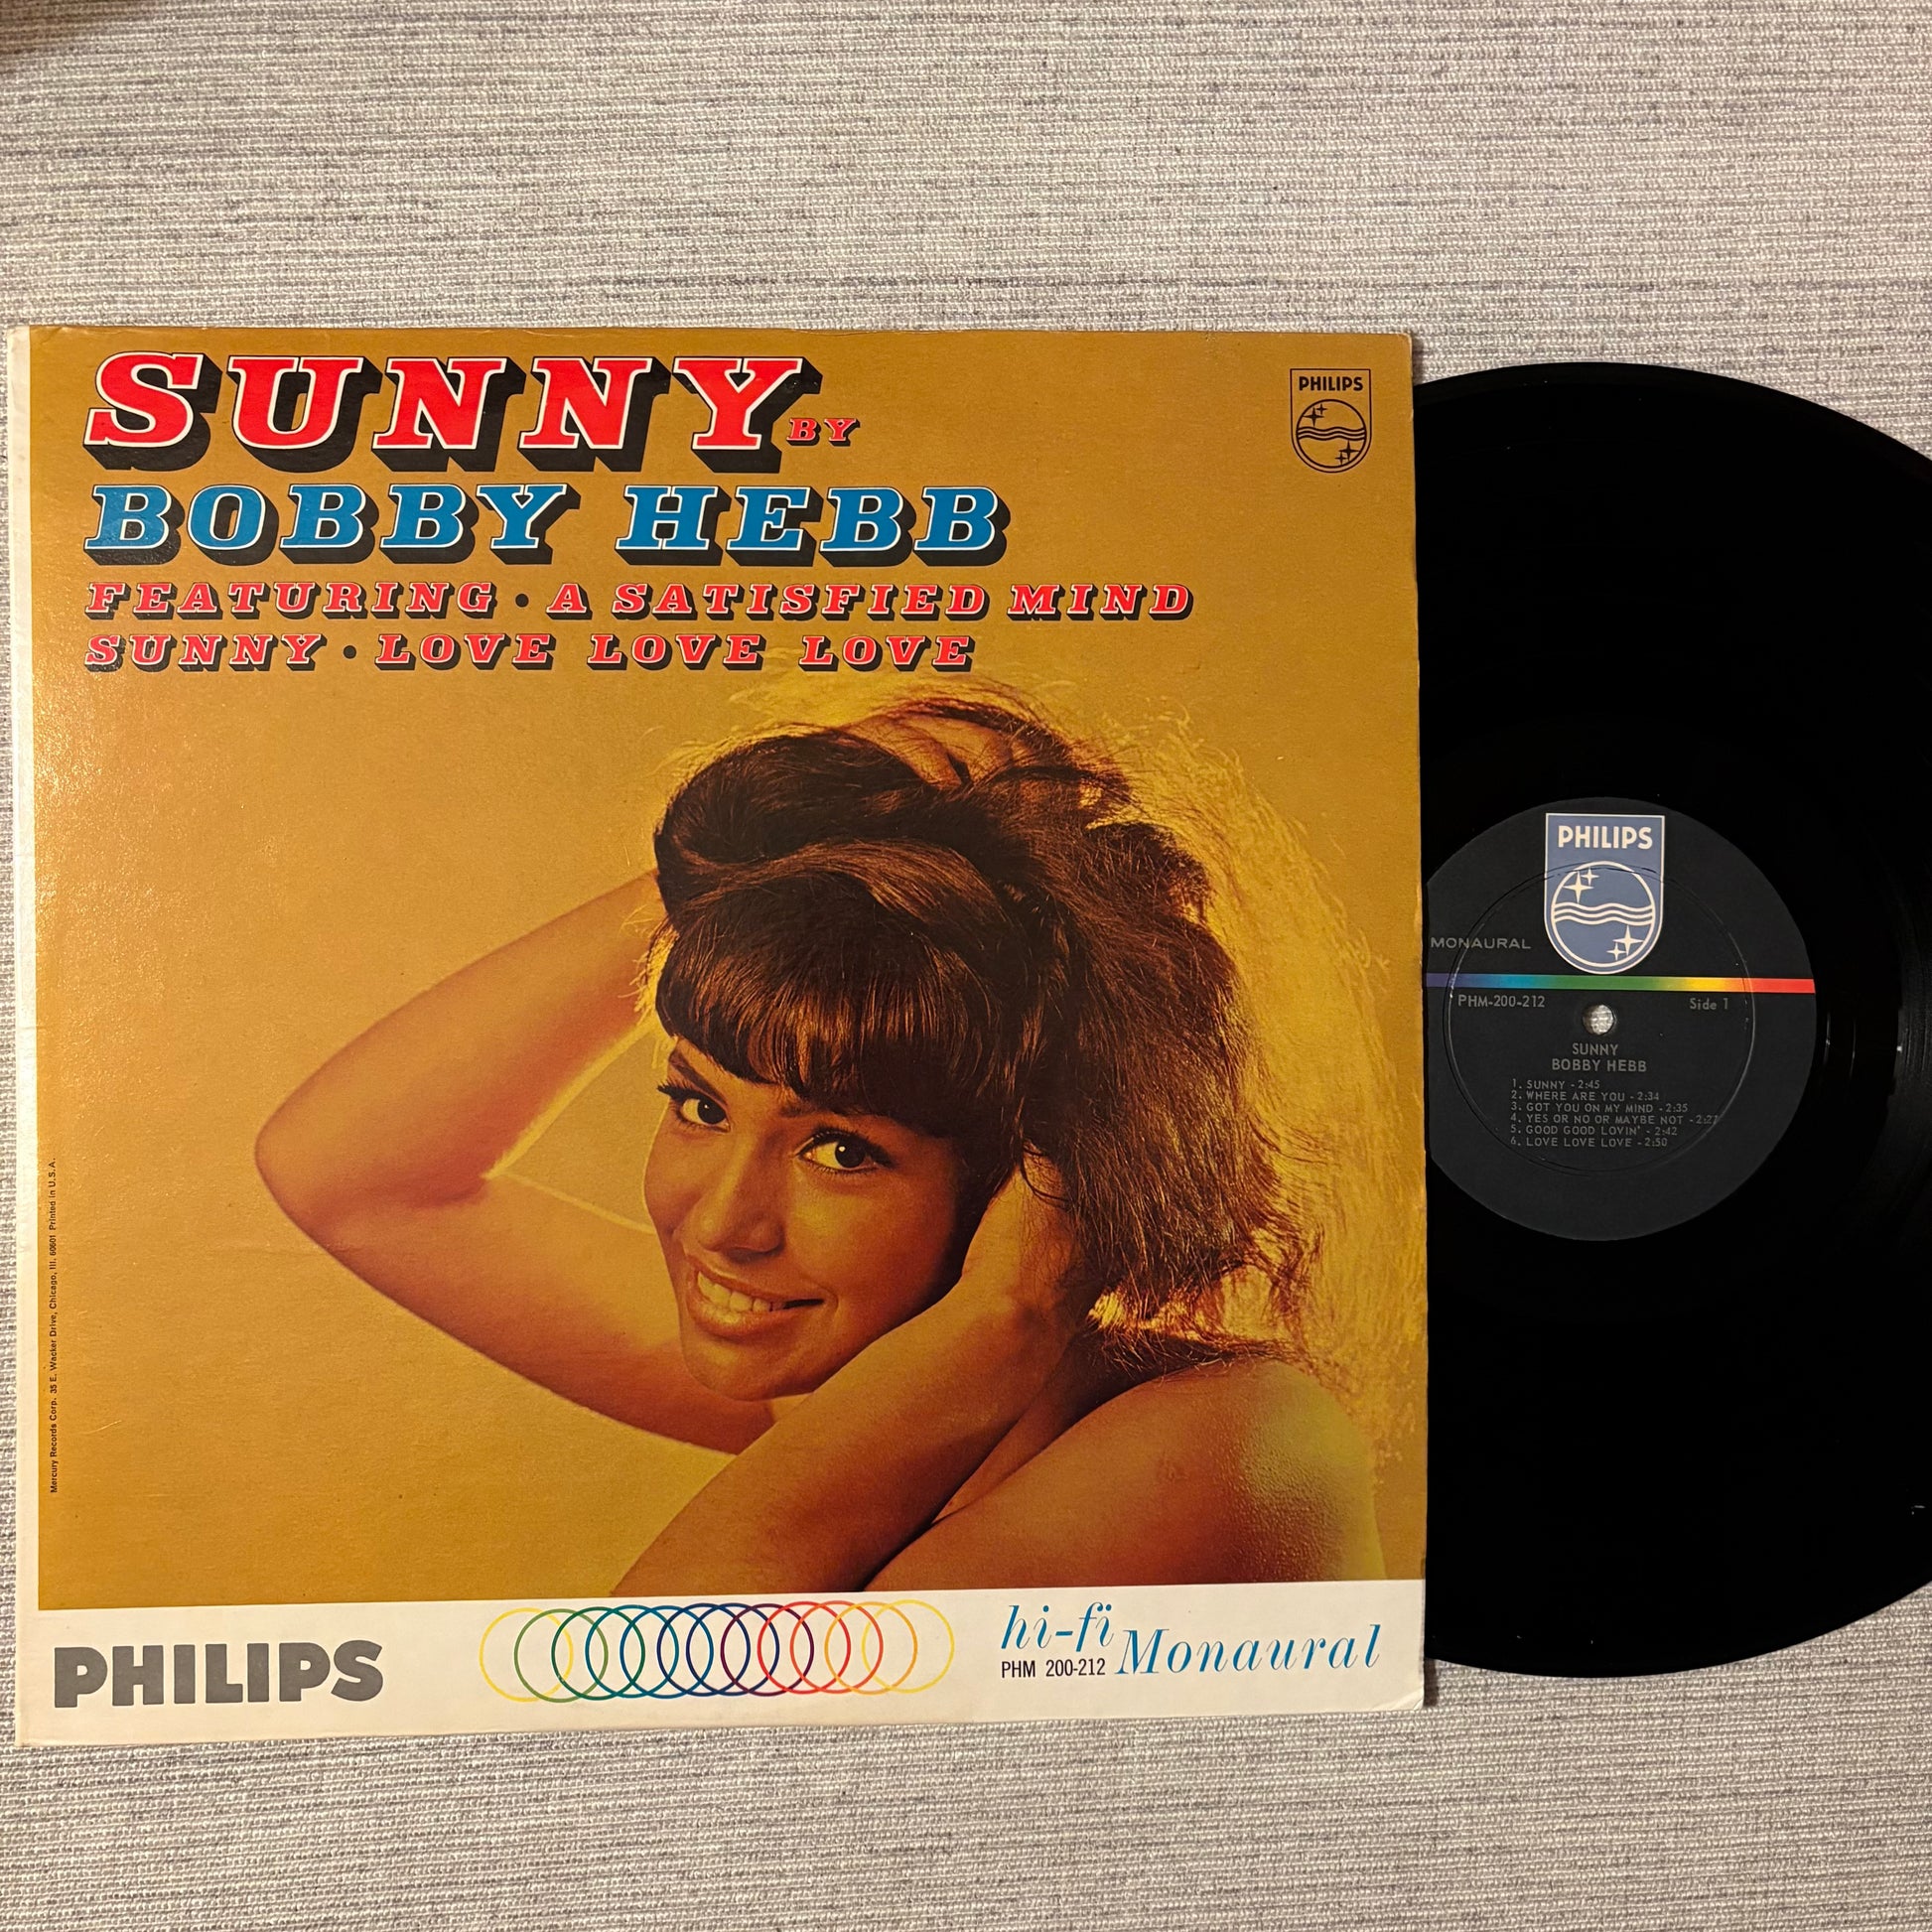 SUNNY BY
BOBBY HEBB
FEATURING • A SATISFIED MIND
SUNNY • LOVE LOVE LOVE
PHILIPS
Mercury Records Corp. 35 E. Wacker Drive, Chicago, Ill. 60601 Printed in U.S.A.
PHILIPS
hi-fi Monaural
PHM 200-212
PHILIPS
MONAURAL
PHM-200-212 Side 1
SUNNY
BOBBY HEBB
1. SUNNY - 2:45
2. WHERE ARE YOU - 2:34
3. GOT YOU ON MY MIND - 2:35
4. YES OR NO OR MAYBE NOT -
5. GOOD GOOD LOVIN' - 2:42
6. LOVE LOVE LOVE - 2:50